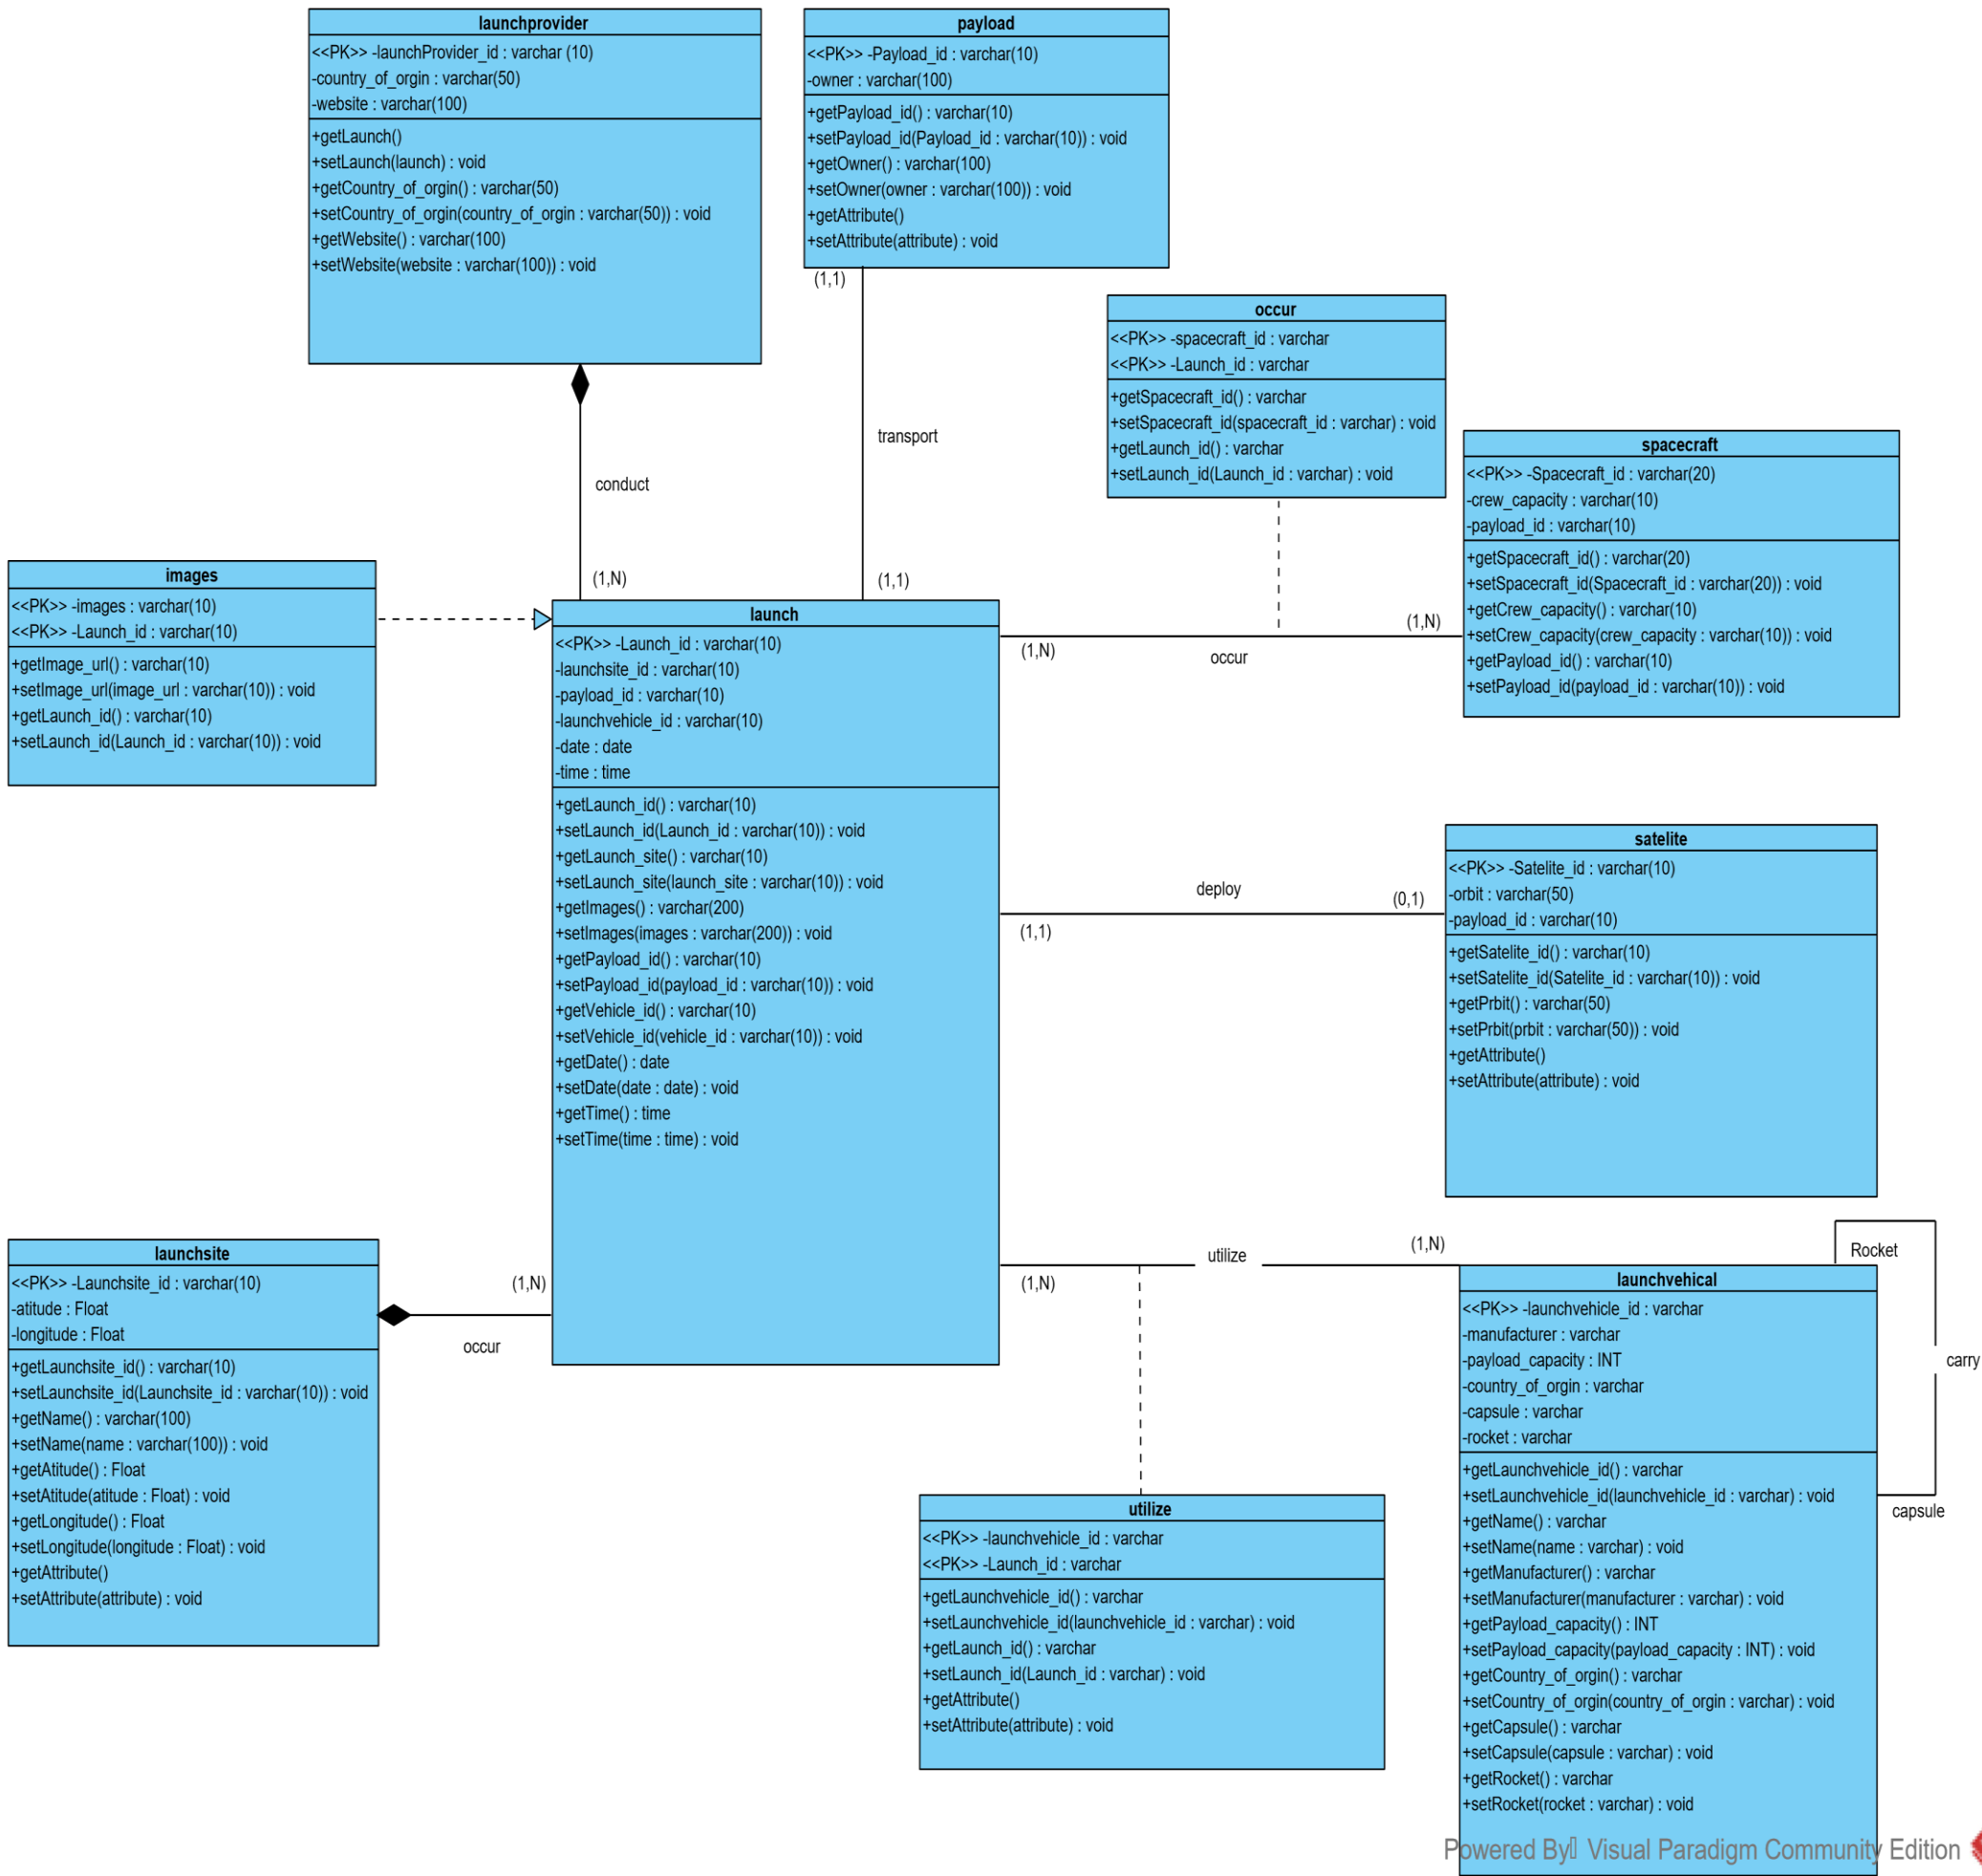 launchprovider
<<PK>> -launchProvider_id : varchar (10)
-country_of_orgin : varchar(50)
-website : varchar(100)
+getLaunch()
+setLaunch(launch) : void
+getCountry_of_orgin() : varchar(50)
+setCountry_of_orgin(country_of_orgin : varchar(50)) : void
+getWebsite() : varchar(100)
+setWebsite(website : varchar(100)) : void
payload
<<PK>> -Payload_id : varchar(10)
-owner : varchar(100)
+getPayload_id() : varchar(10)
+setPayload_id(Payload_id : varchar(10)) : void
+getOwner() : varchar(100)
+setOwner(owner : varchar(100)) : void
+getAttribute()
+setAttribute(attribute) : void
(1,1)
transport
(1,1)
conduct
(1,N)
occur
<<PK>> -spacecraft_id : varchar
<<PK>> -Launch_id : varchar
+getSpacecraft_id() : varchar
+setSpacecraft_id(spacecraft_id : varchar) : void
+getLaunch_id() : varchar
+setLaunch_id(Launch_id : varchar) : void
spacecraft
<<PK>> -Spacecraft_id : varchar(20)
-crew_capacity : varchar(10)
-payload_id : varchar(10)
+getSpacecraft_id() : varchar(20)
+setSpacecraft_id(Spacecraft_id : varchar(20)) : void
+getCrew_capacity() : varchar(10)
+setCrew_capacity(crew_capacity : varchar(10)) : void
+getPayload_id() : varchar(10)
+setPayload_id(payload_id : varchar(10)) : void
(1,N)
(1,N)
occur
images
<<PK>> -images : varchar(10)
<<PK>> -Launch_id : varchar(10)
+getImage_url() : varchar(10)
+setImage_url(image_url : varchar(10)) : void
+getLaunch_id() : varchar(10)
+setLaunch_id(Launch_id : varchar(10)) : void
launch
<<PK>> -Launch_id : varchar(10)
-launchsite_id : varchar(10)
-payload_id : varchar(10)
-launchvehicle_id : varchar(10)
-date : date
-time : time
+getLaunch_id() : varchar(10)
+setLaunch_id(Launch_id : varchar(10)) : void
+getLaunch_site() : varchar(10)
+setLaunch_site(launch_site : varchar(10)) : void
+getImages() : varchar(200)
+setImages(images : varchar(200)) : void
+getPayload_id() : varchar(10)
+setPayload_id(payload_id : varchar(10)) : void
+getVehicle_id() : varchar(10)
+setVehicle_id(vehicle_id : varchar(10)) : void
+getDate() : date
+setDate(date : date) : void
+getTime() : time
+setTime(time : time) : void
deploy
(0,1)
(1,1)
satelite
<<PK>> -Satelite_id : varchar(10)
-orbit : varchar(50)
-payload_id : varchar(10)
+getSatelite_id() : varchar(10)
+setSatelite_id(Satelite_id : varchar(10)) : void
+getPrbit() : varchar(50)
+setPrbit(prbit : varchar(50)) : void
+getAttribute()
+setAttribute(attribute) : void
launchsite
<<PK>> -Launchsite_id : varchar(10)
-atitude : Float
-longitude : Float
+getLaunchsite_id() : varchar(10)
+setLaunchsite_id(Launchsite_id : varchar(10)) : void
+getName() : varchar(100)
+setName(name : varchar(100)) : void
+getAtitude() : Float
+setAtitude(atitude : Float) : void
+getLongitude() : Float
+setLongitude(longitude : Float) : void
+getAttribute()
+setAttribute(attribute) : void
(1,N)
occur
utilize
(1,N)
(1,N)
Rocket
carry
capsule
launchvehical
<<PK>> -launchvehicle_id : varchar
-manufacturer : varchar
-payload_capacity : INT
-country_of_orgin : varchar
-capsule : varchar
-rocket : varchar
+getLaunchvehicle_id() : varchar
+setLaunchvehicle_id(launchvehicle_id : varchar) : void
+getName() : varchar
+setName(name : varchar) : void
+getManufacturer() : varchar
+setManufacturer(manufacturer : varchar) : void
+getPayload_capacity() : INT
+setPayload_capacity(payload_capacity : INT) : void
+getCountry_of_orgin() : varchar
+setCountry_of_orgin(country_of_orgin : varchar) : void
+getCapsule() : varchar
+setCapsule(capsule : varchar) : void
+getRocket() : varchar
+setRocket(rocket : varchar) : void
utilize
<<PK>> -launchvehicle_id : varchar
<<PK>> -Launch_id : varchar
+getLaunchvehicle_id() : varchar
+setLaunchvehicle_id(launchvehicle_id : varchar) : void
+getLaunch_id() : varchar
+setLaunch_id(Launch_id : varchar) : void
+getAttribute()
+setAttribute(attribute) : void
Powered By Visual Paradigm Community Edition